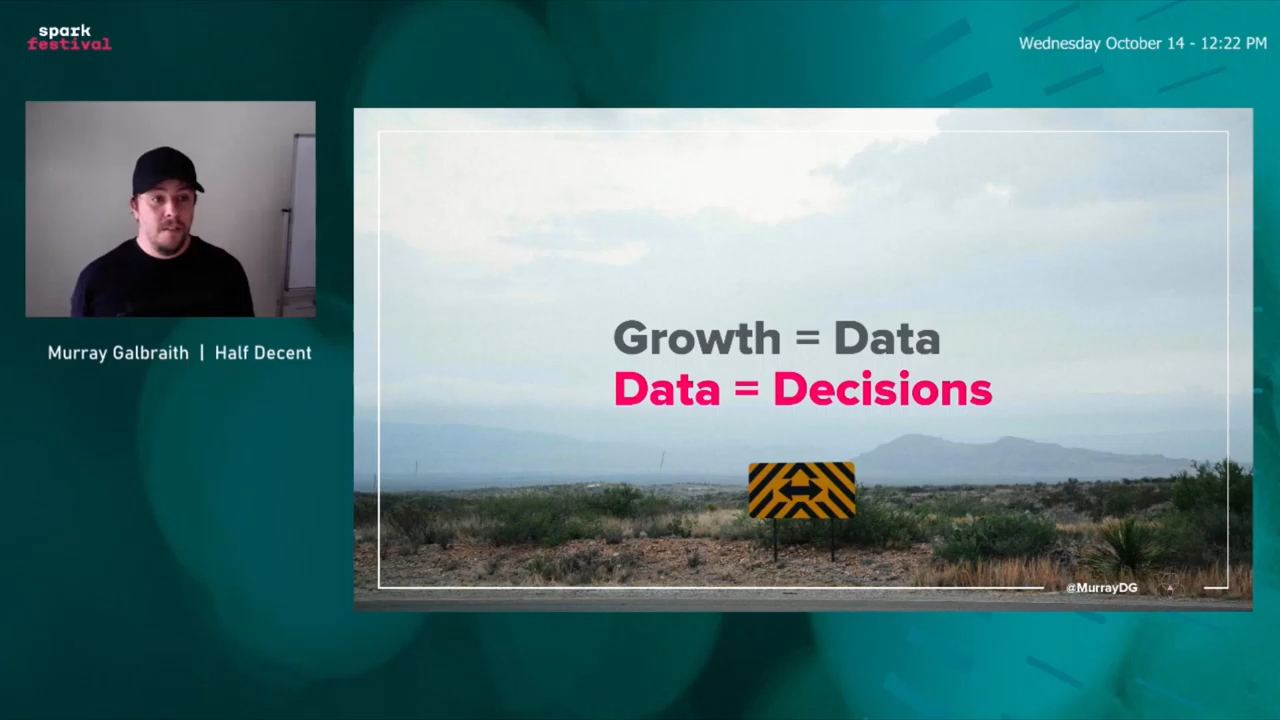 spark
festival
Wednesday October 14 - 12:22 PM
Murray Galbraith | Half Decent
Growth = Data
Data = Decisions
@MurrayDG